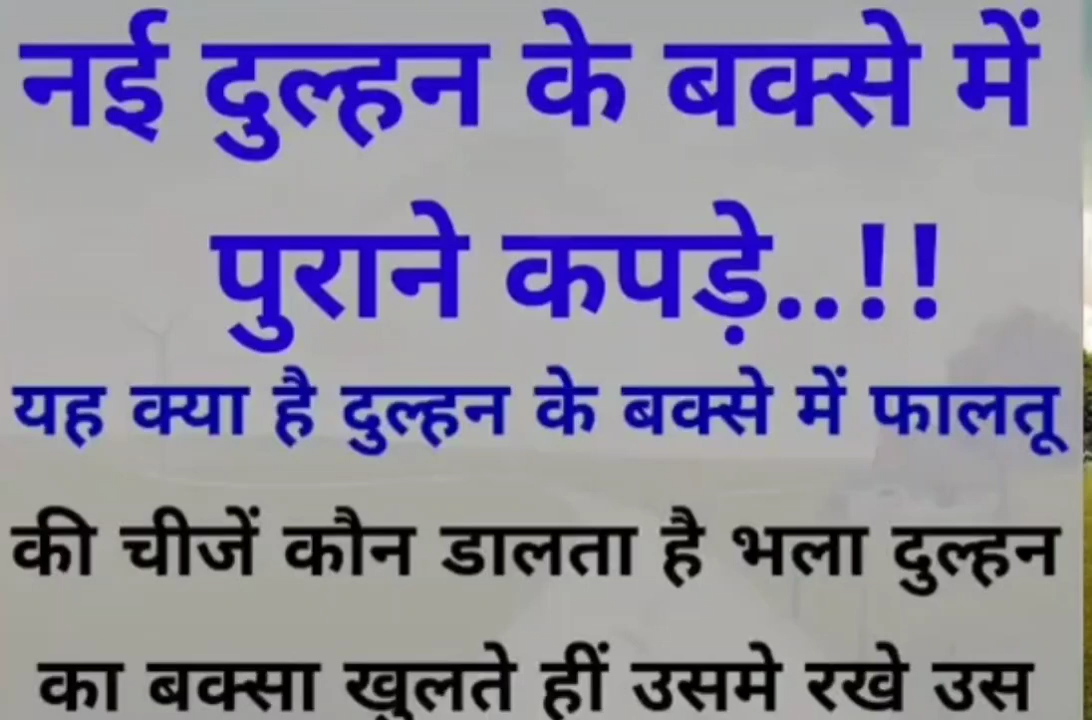 नई दुल्हन के बक्से में
पुराने कपड़े..!!
यह क्या है दुल्हन के बक्से में फालतू
की चीजें कौन डालता है भला दुल्हन
का बक्सा खुलते हीं उसमे रखे उस